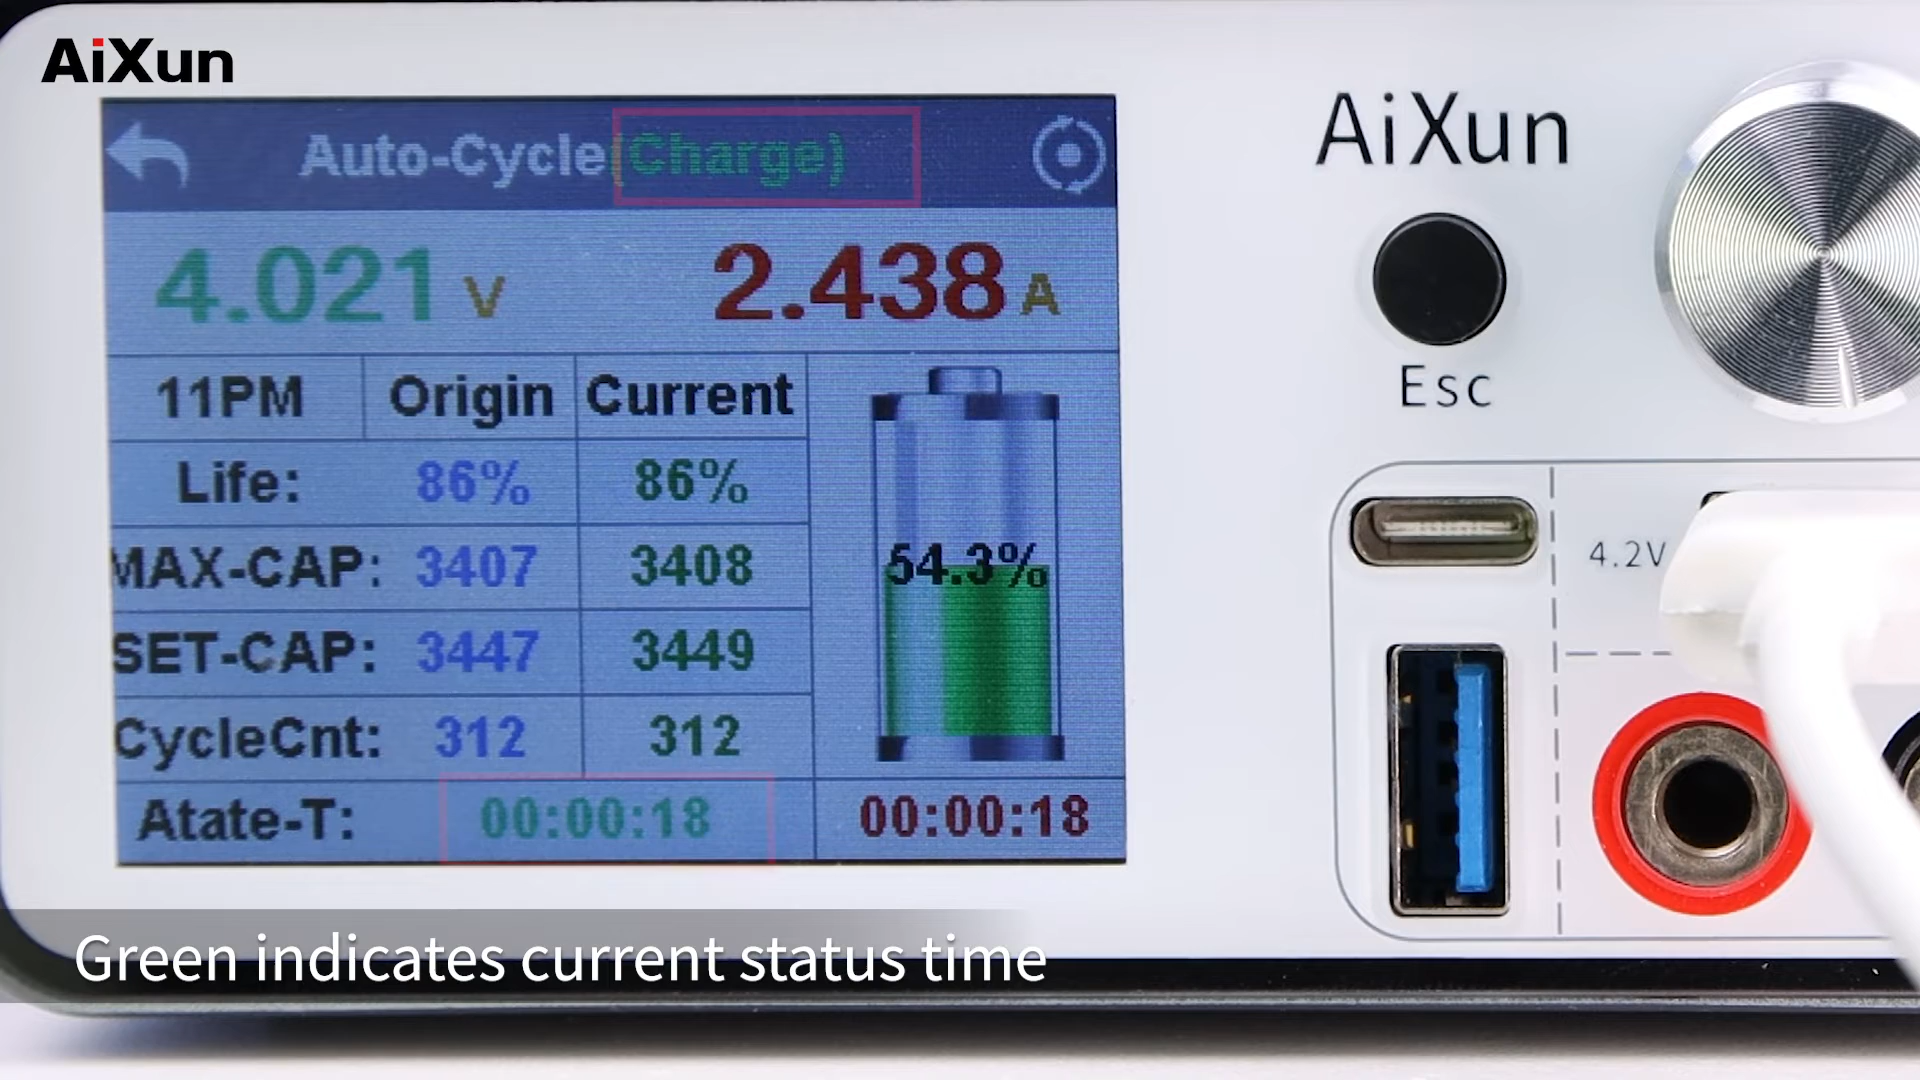 AiXun
Auto-Cycle(Charge)
4.021 V 2.438 A
11PM Origin Current
Life: 86% 86%
MAX-CAP: 3407 3408
SET-CAP: 3447 3449
CycleCnt: 312 312
Atate-T: 00:00:18 00:00:18
54.3%
AiXun
Esc
4.2V
Green indicates current status time